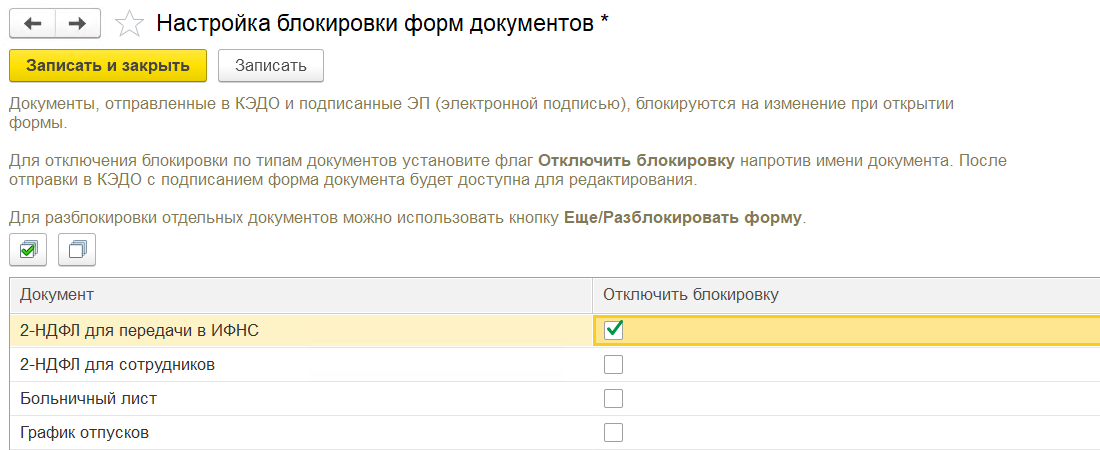 Настройка блокировки форм документов *
Записать и закрыть
Записать
Документы, отправленные в КЭДО и подписанные ЭП (электронной подписью), блокируются на изменение при открытии
формы.
Для отключения блокировки по типам документов установите флаг Отключить блокировку напротив имени документа. После
отправки в КЭДО с подписанием форма документа будет доступна для редактирования.
Для разблокировки отдельных документов можно использовать кнопку Еще/Разблокировать форму.
Документ
Отключить блокировку
2-НДФЛ для передачи в ИФНС
2-НДФЛ для сотрудников
Больничный лист
График отпусков